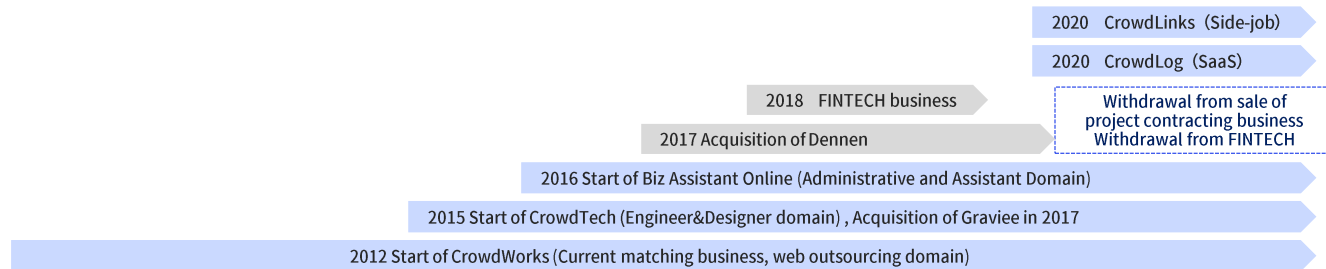 2020 CrowdLinks（Side-job）
2020 CrowdLog（SaaS）
2018 FINTECH business
Withdrawal from sale of
project contracting business
Withdrawal from FINTECH
2017 Acquisition of Dennen
2016 Start of Biz Assistant Online (Administrative and Assistant Domain)
2015 Start of CrowdTech (Engineer&Designer domain) , Acquisition of Graviee in 2017
2012 Start of CrowdWorks (Current matching business, web outsourcing domain)